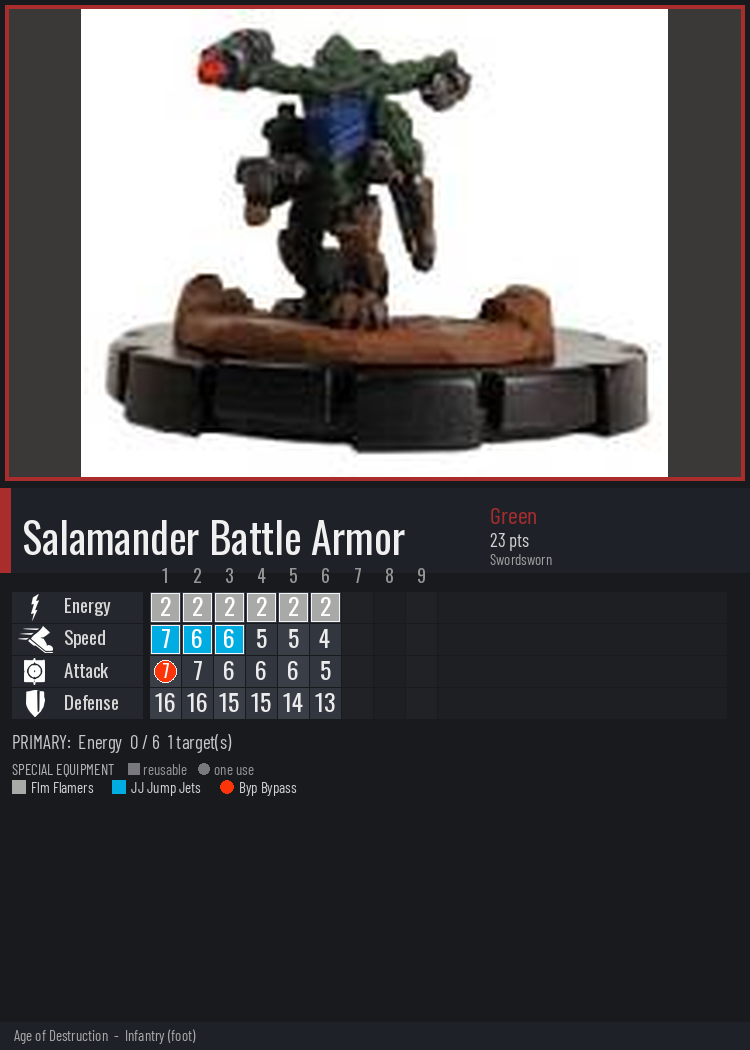 Salamander Battle Armor
Green
23 pts
Swordsworn
1 2 3 4 5 6 7 8 9
Energy 2 2 2 2 2 2
Speed 7 6 6 5 5 4
Attack 7 7 6 6 6 5
Defense 16 16 15 15 14 13
PRIMARY: Energy 0 / 6 1 target(s)
SPECIAL EQUIPMENT reusable one use
Flm Flamers JJ Jump Jets Byp Bypass
Age of Destruction - Infantry (foot)